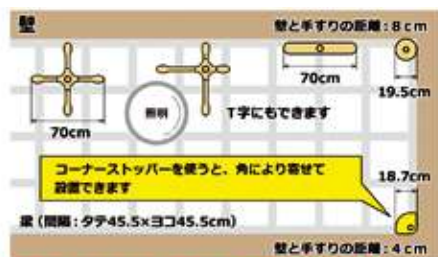 壁
壁と手すりの距離：8cm
70cm
照明
T字にもできます
70cm
19.5cm
コーナーストッパーを使うと、角により寄せて
設置できます
18.7cm
梁（間隔：タテ45.5×ヨコ45.5cm）
壁と手すりの距離：4cm